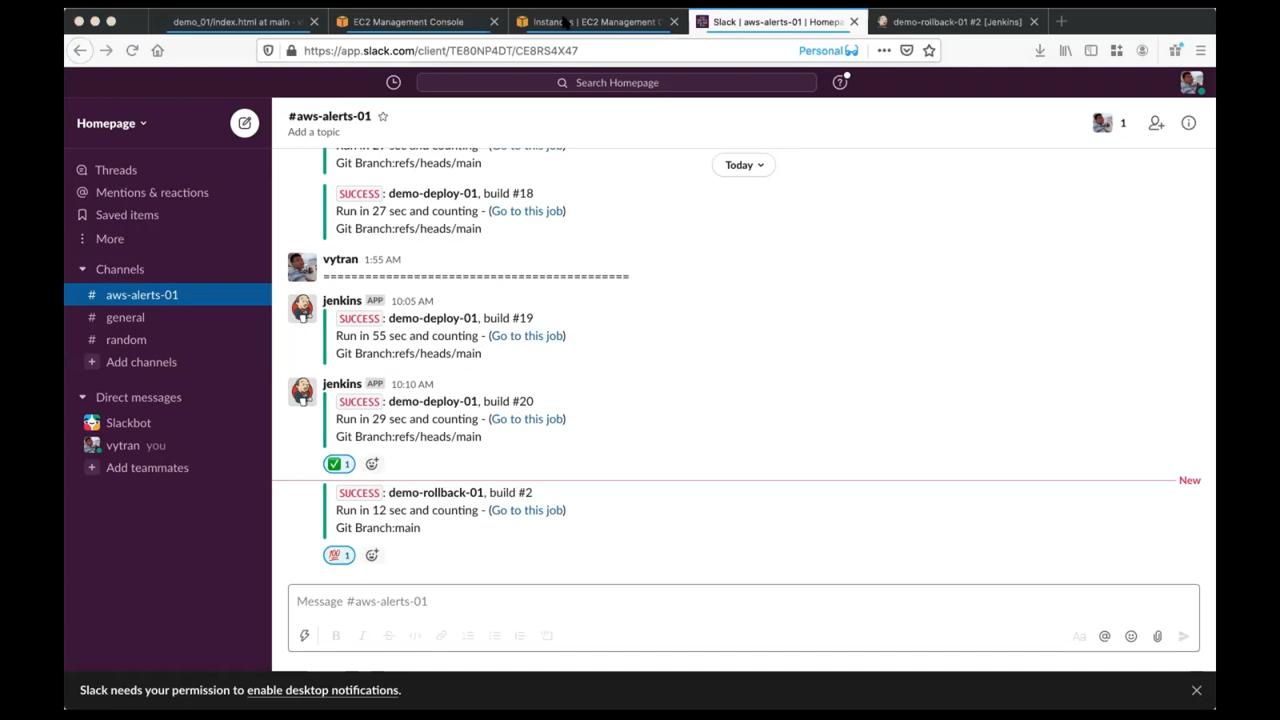 demo_01/index.html at main -
EC2 Management Console
Instances | EC2 Management C
Slack | aws-alerts-01 | Homepa
demo-rollback-01 #2 [Jenkins]
https://app.slack.com/client/TE80NP4DT/CE8RS4X47
Personal
Search Homepage
Homepage
Threads
Mentions & reactions
Saved items
More
Channels
# aws-alerts-01
# general
# random
+ Add channels
Direct messages
Slackbot
vytran you
+ Add teammates
#aws-alerts-01
Add a topic
1
Today
(Go to this job)
Git Branch:refs/heads/main
SUCCESS: demo-deploy-01, build #18
Run in 27 sec and counting - (Go to this job)
Git Branch:refs/heads/main
vytran 1:55 AM
============================================
jenkins APP 10:05 AM
SUCCESS: demo-deploy-01, build #19
Run in 55 sec and counting - (Go to this job)
Git Branch:refs/heads/main
jenkins APP 10:10 AM
SUCCESS: demo-deploy-01, build #20
Run in 29 sec and counting - (Go to this job)
Git Branch:refs/heads/main
✅ 1
New
SUCCESS: demo-rollback-01, build #2
Run in 12 sec and counting - (Go to this job)
Git Branch:main
💯 1
Message #aws-alerts-01
B I S Aa @
Slack needs your permission to enable desktop notifications.